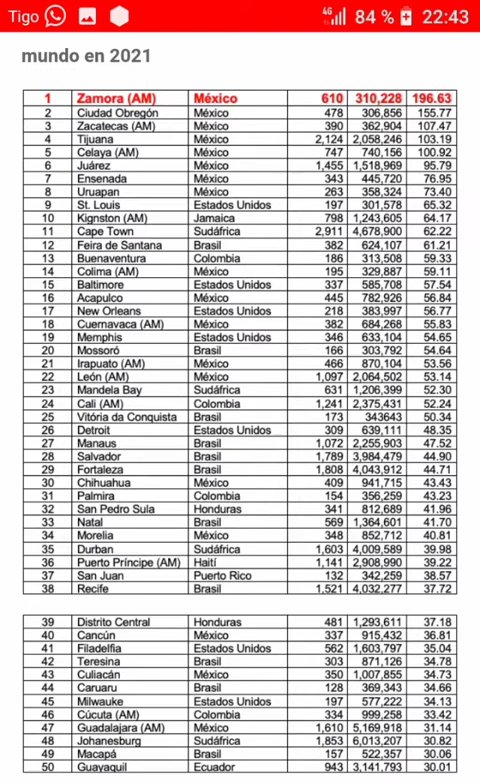 Tigo 4G 84 % 22:43
mundo en 2021
1 Zamora (AM) México 610 310,228 196.63
2 Ciudad Obregón México 478 306,856 155.77
3 Zacatecas (AM) México 390 362,904 107.47
4 Tijuana México 2,124 2,058,246 103.19
5 Celaya (AM) México 747 740,156 100.92
6 Juárez México 1,455 1,518,969 95.79
7 Ensenada México 343 445,720 76.95
8 Uruapan México 263 358,324 73.40
9 St. Louis Estados Unidos 197 301,578 65.32
10 Kignston (AM) Jamaica 798 1,243,605 64.17
11 Cape Town Sudáfrica 2,911 4,678,900 62.22
12 Feira de Santana Brasil 382 624,107 61.21
13 Buenaventura Colombia 186 313,508 59.33
14 Colima (AM) México 195 329,887 59.11
15 Baltimore Estados Unidos 337 585,708 57.54
16 Acapulco México 445 782,926 56.84
17 New Orleans Estados Unidos 218 383,997 56.77
18 Cuernavaca (AM) México 382 684,268 55.83
19 Memphis Estados Unidos 346 633,104 54.65
20 Mossoró Brasil 166 303,792 54.64
21 Irapuato (AM) México 466 870,104 53.56
22 León (AM) México 1,097 2,064,502 53.14
23 Mandela Bay Sudáfrica 631 1,206,399 52.30
24 Cali (AM) Colombia 1,241 2,375,431 52.24
25 Vitória da Conquista Brasil 173 343643 50.34
26 Detroit Estados Unidos 309 639,111 48.35
27 Manaus Brasil 1,072 2,255,903 47.52
28 Salvador Brasil 1,789 3,984,479 44.90
29 Fortaleza Brasil 1,808 4,043,912 44.71
30 Chihuahua México 409 941,715 43.43
31 Palmira Colombia 154 356,259 43.23
32 San Pedro Sula Honduras 341 812,689 41.96
33 Natal Brasil 569 1,364,601 41.70
34 Morelia México 348 852,712 40.81
35 Durban Sudáfrica 1,603 4,009,589 39.98
36 Puerto Príncipe (AM) Haití 1,141 2,908,990 39.22
37 San Juan Puerto Rico 132 342,259 38.57
38 Recife Brasil 1,521 4,032,277 37.72
39 Distrito Central Honduras 481 1,293,611 37.18
40 Cancún México 337 915,432 36.81
41 Filadelfia Estados Unidos 562 1,603,797 35.04
42 Teresina Brasil 303 871,126 34.78
43 Culiacán México 350 1,007,855 34.73
44 Caruaru Brasil 128 369,343 34.66
45 Milwauke Estados Unidos 197 577,222 34.13
46 Cúcuta (AM) Colombia 334 999,258 33.42
47 Guadalajara (AM) México 1,610 5,169,918 31.14
48 Johanesburg Sudáfrica 1,853 6,013,207 30.82
49 Macapá Brasil 157 522,357 30.06
50 Guayaquil Ecuador 943 3,141,793 30.01